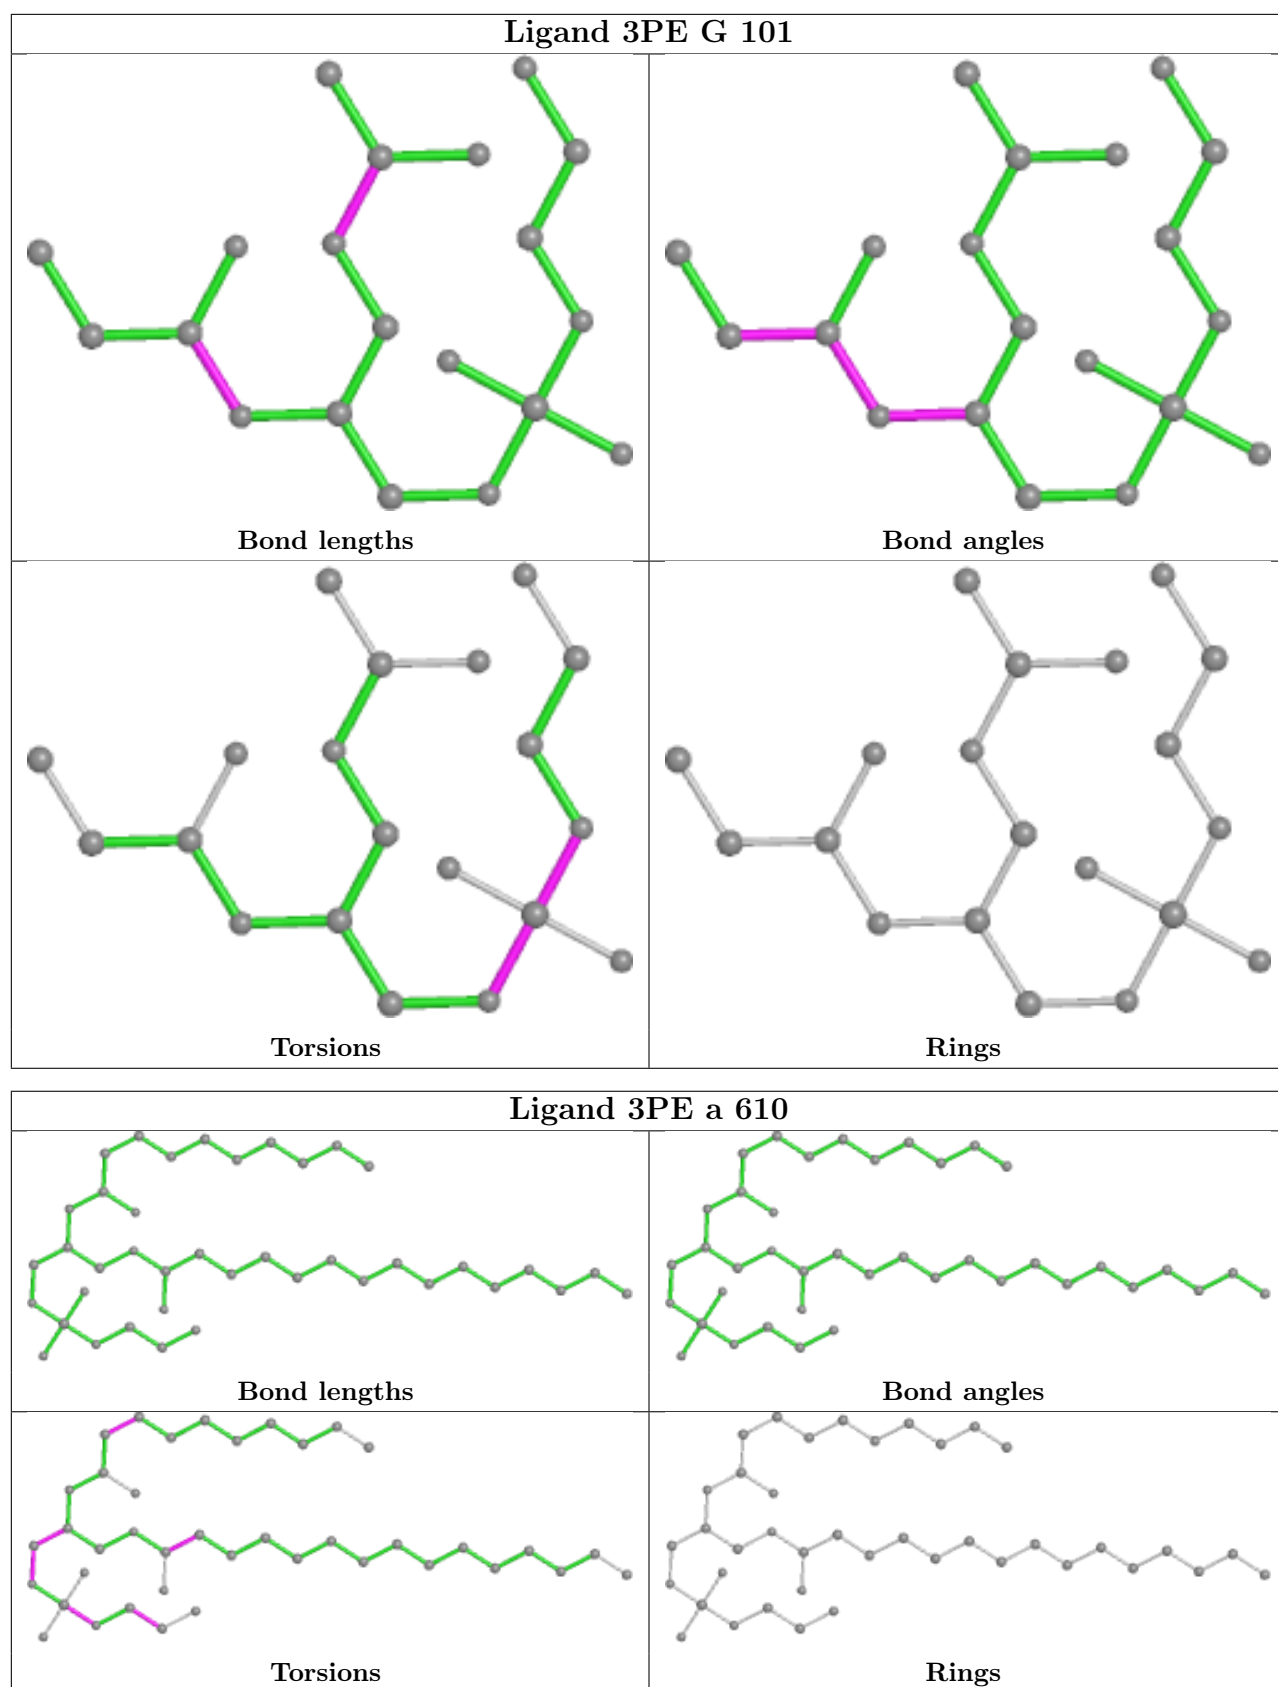 Ligand 3PE G 101
Bond lengths
Bond angles
Torsions
Rings
Ligand 3PE a 610
Bond lengths
Bond angles
Torsions
Rings